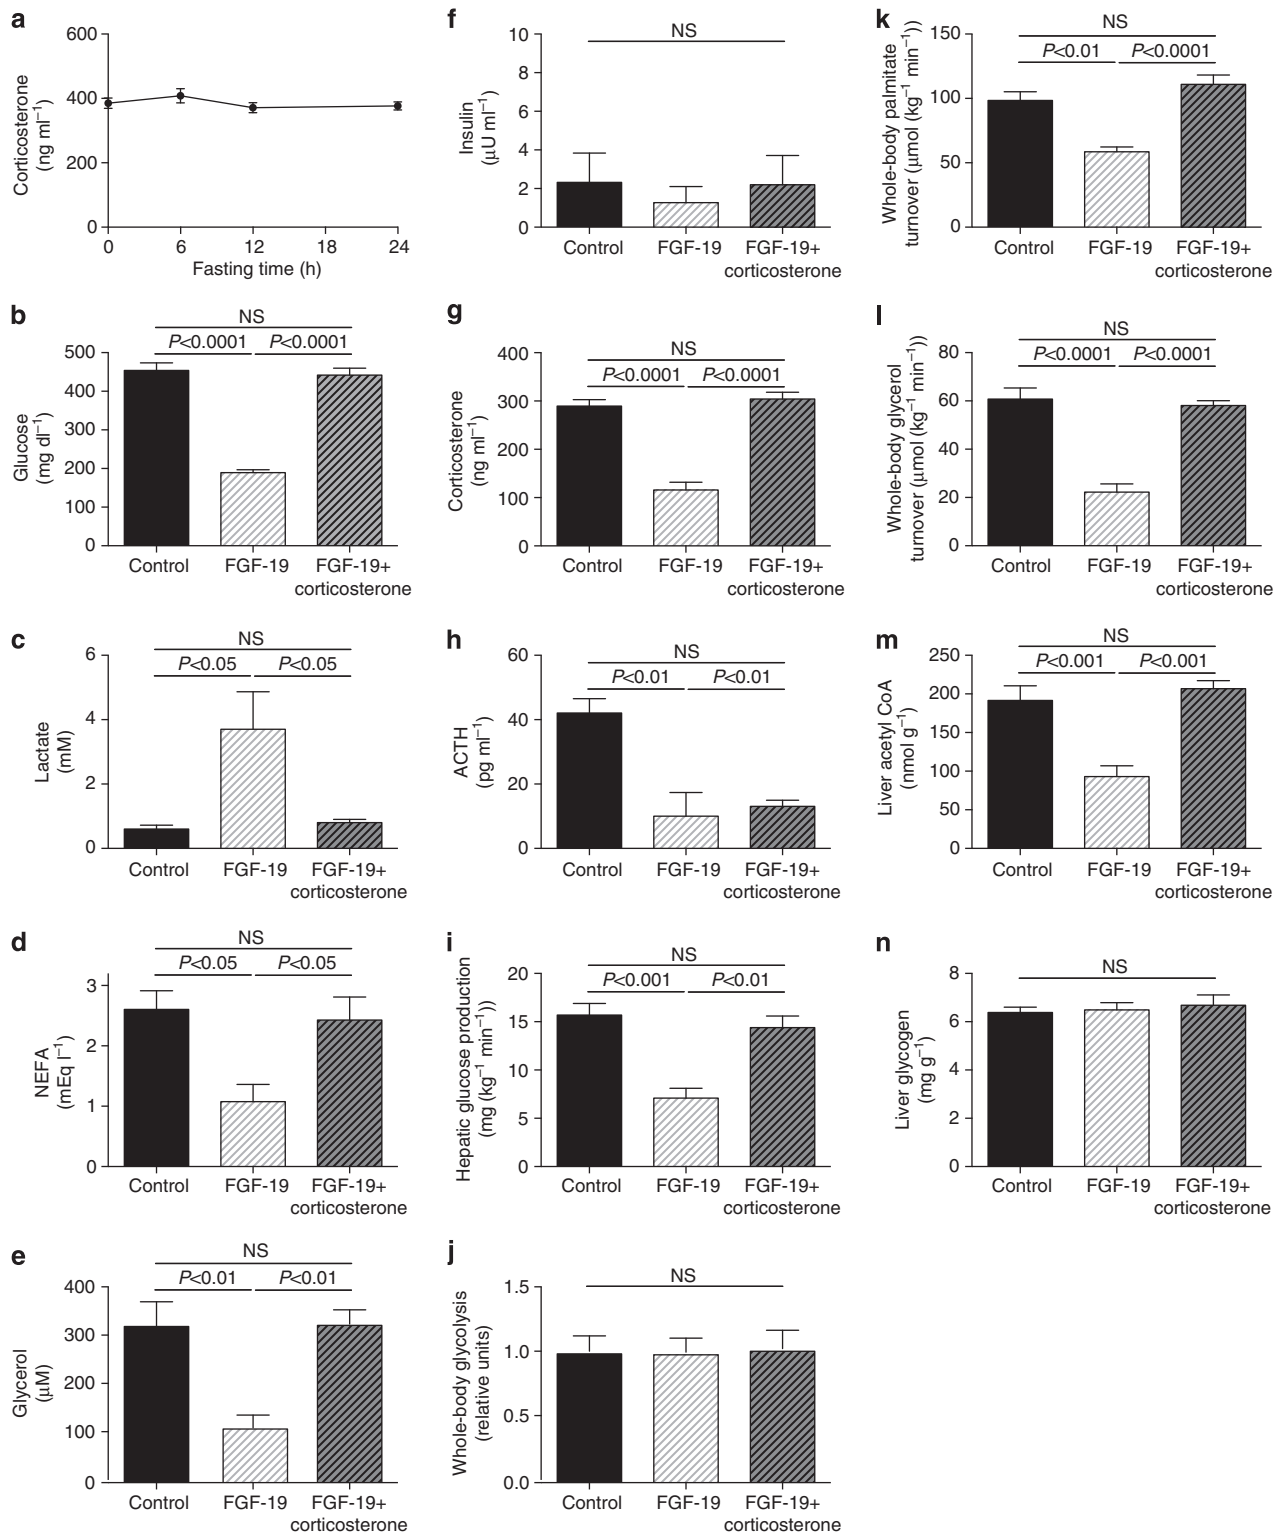 a
600
400
200
0
Corticosterone
(ng ml⁻¹)
0 6 12 18 24
Fasting time (h)
b
NS
P<0.0001 P<0.0001
500
400
300
200
100
0
Glucose
(mg dl⁻¹)
Control FGF-19 FGF-19+
corticosterone
c
NS
P<0.05 P<0.05
6
4
2
0
Lactate
(mM)
Control FGF-19 FGF-19+
corticosterone
d
NS
P<0.05 P<0.05
3
2
1
0
NEFA
(mEq l⁻¹)
Control FGF-19 FGF-19+
corticosterone
e
NS
P<0.01 P<0.01
400
300
200
100
0
Glycerol
(μM)
Control FGF-19 FGF-19+
corticosterone
f
NS
10
8
6
4
2
0
Insulin
(μU ml⁻¹)
Control FGF-19 FGF-19+
corticosterone
g
NS
P<0.0001 P<0.0001
400
300
200
100
0
Corticosterone
(ng ml⁻¹)
Control FGF-19 FGF-19+
corticosterone
h
NS
P<0.01 P<0.01
60
40
20
0
ACTH
(pg ml⁻¹)
Control FGF-19 FGF-19+
corticosterone
i
NS
P<0.001 P<0.01
20
15
10
5
0
Hepatic glucose production
(mg (kg⁻¹ min⁻¹))
Control FGF-19 FGF-19+
corticosterone
j
NS
1.5
1.0
0.5
0.0
Whole-body glycolysis
(relative units)
Control FGF-19 FGF-19+
corticosterone
k
NS
P<0.01 P<0.0001
150
100
50
0
Whole-body palmitate
turnover (μmol (kg⁻¹ min⁻¹))
Control FGF-19 FGF-19+
corticosterone
l
NS
P<0.0001 P<0.0001
80
60
40
20
0
Whole-body glycerol
turnover (μmol (kg⁻¹ min⁻¹))
Control FGF-19 FGF-19+
corticosterone
m
NS
P<0.001 P<0.001
250
200
150
100
50
0
Liver acetyl CoA
(nmol g⁻¹)
Control FGF-19 FGF-19+
corticosterone
n
NS
8
6
4
2
0
Liver glycogen
(mg g⁻¹)
Control FGF-19 FGF-19+
corticosterone